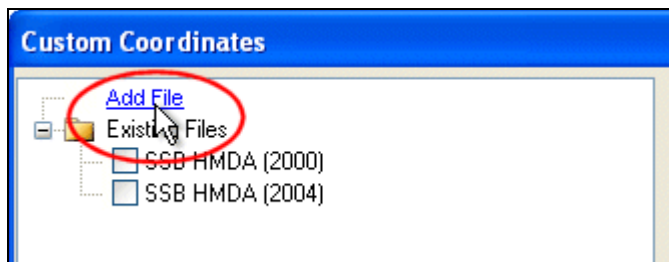 Custom Coordinates
Add File
Existing Files
SSB HMDA (2000)
SSB HMDA (2004)